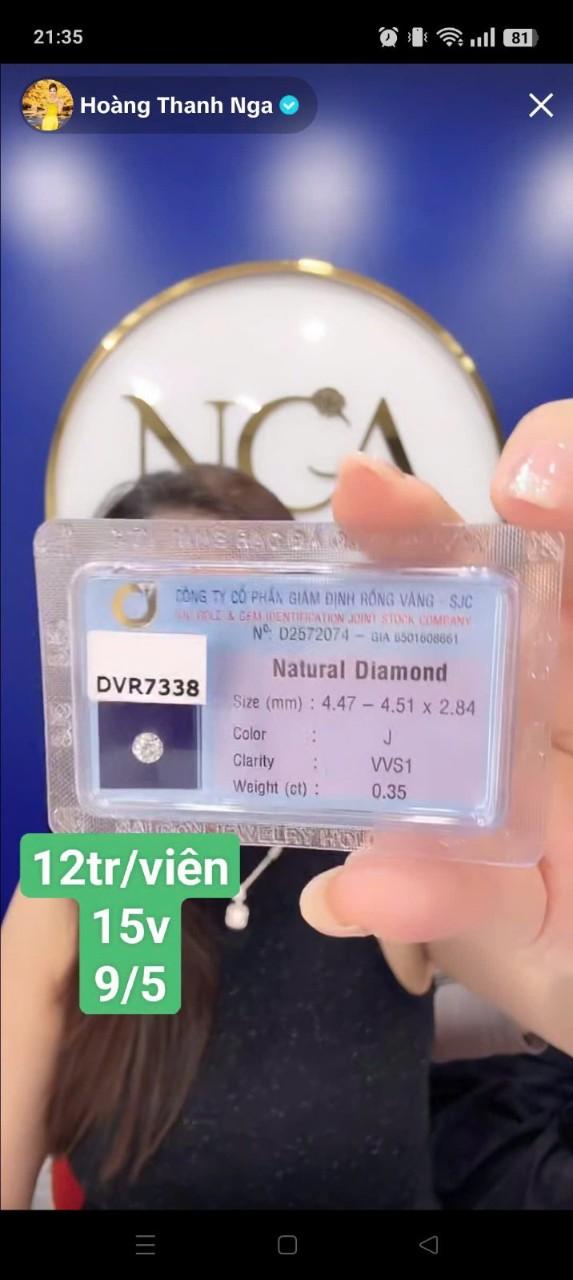 21:35
81
Hoàng Thanh Nga
NGA
CÔNG TY CỔ PHẦN GIÁM ĐỊNH RỒNG VÀNG - SJC
GOLD & GEM IDENTIFICATION JOINT STOCK COMPANY
Nº: D2572074 – GIA 6501608661
DVR7338
Natural Diamond
Size (mm) : 4.47 – 4.51 x 2.84
Color : J
Clarity : VVS1
Weight (ct) : 0.35
12tr/viên
15v
9/5